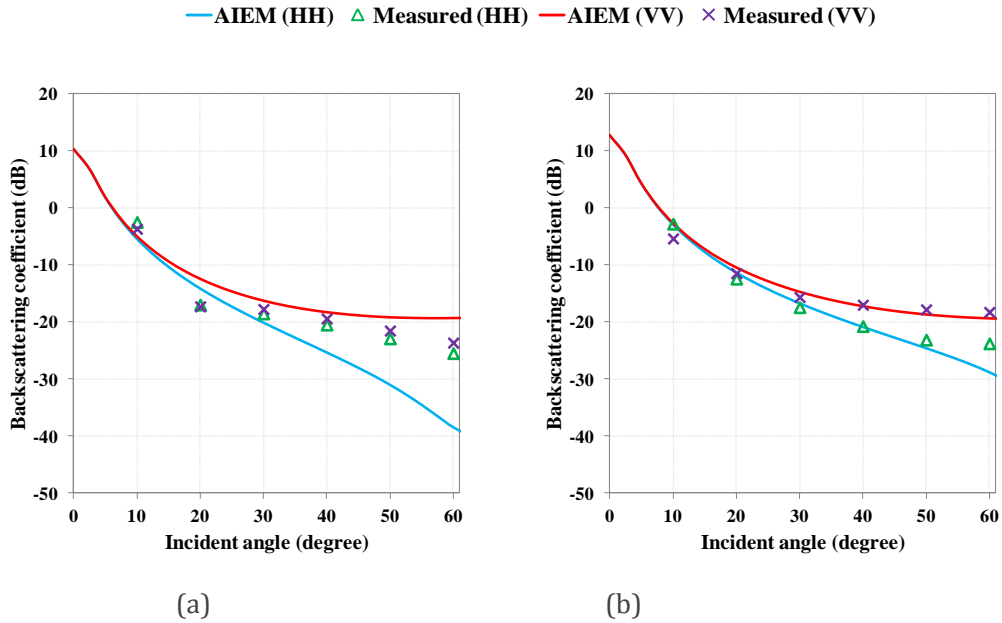 AIEM (HH) Measured (HH) AIEM (VV) Measured (VV)
Backscattering coefficient (dB)
20
10
0
-10
-20
-30
-40
-50
0 10 20 30 40 50 60
Incident angle (degree)
(a)
Backscattering coefficient (dB)
20
10
0
-10
-20
-30
-40
-50
0 10 20 30 40 50 60
Incident angle (degree)
(b)